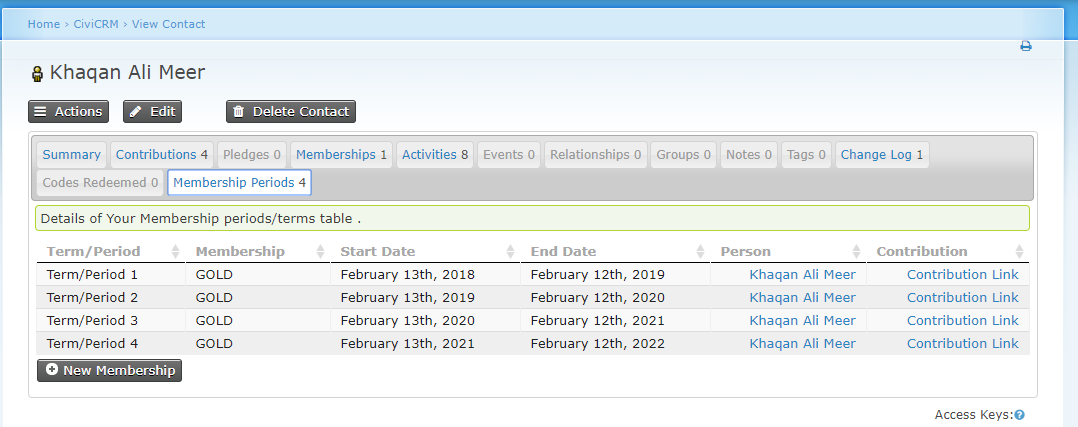 Home › CiviCRM › View Contact
Khaqan Ali Meer
Actions Edit Delete Contact
Summary Contributions 4 Pledges 0 Memberships 1 Activities 8 Events 0 Relationships 0 Groups 0 Notes 0 Tags 0 Change Log 1
Codes Redeemed 0 Membership Periods 4
Details of Your Membership periods/terms table .
Term/Period Membership Start Date End Date Person Contribution
Term/Period 1 GOLD February 13th, 2018 February 12th, 2019 Khaqan Ali Meer Contribution Link
Term/Period 2 GOLD February 13th, 2019 February 12th, 2020 Khaqan Ali Meer Contribution Link
Term/Period 3 GOLD February 13th, 2020 February 12th, 2021 Khaqan Ali Meer Contribution Link
Term/Period 4 GOLD February 13th, 2021 February 12th, 2022 Khaqan Ali Meer Contribution Link
New Membership
Access Keys:?